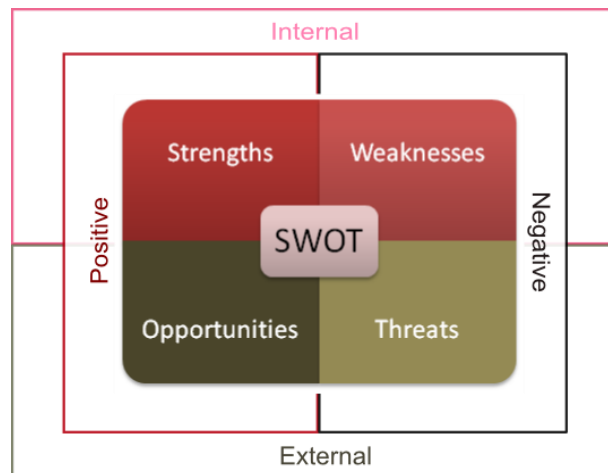 Internal
Strengths
Weaknesses
Positive
SWOT
Negative
Opportunities
Threats
External